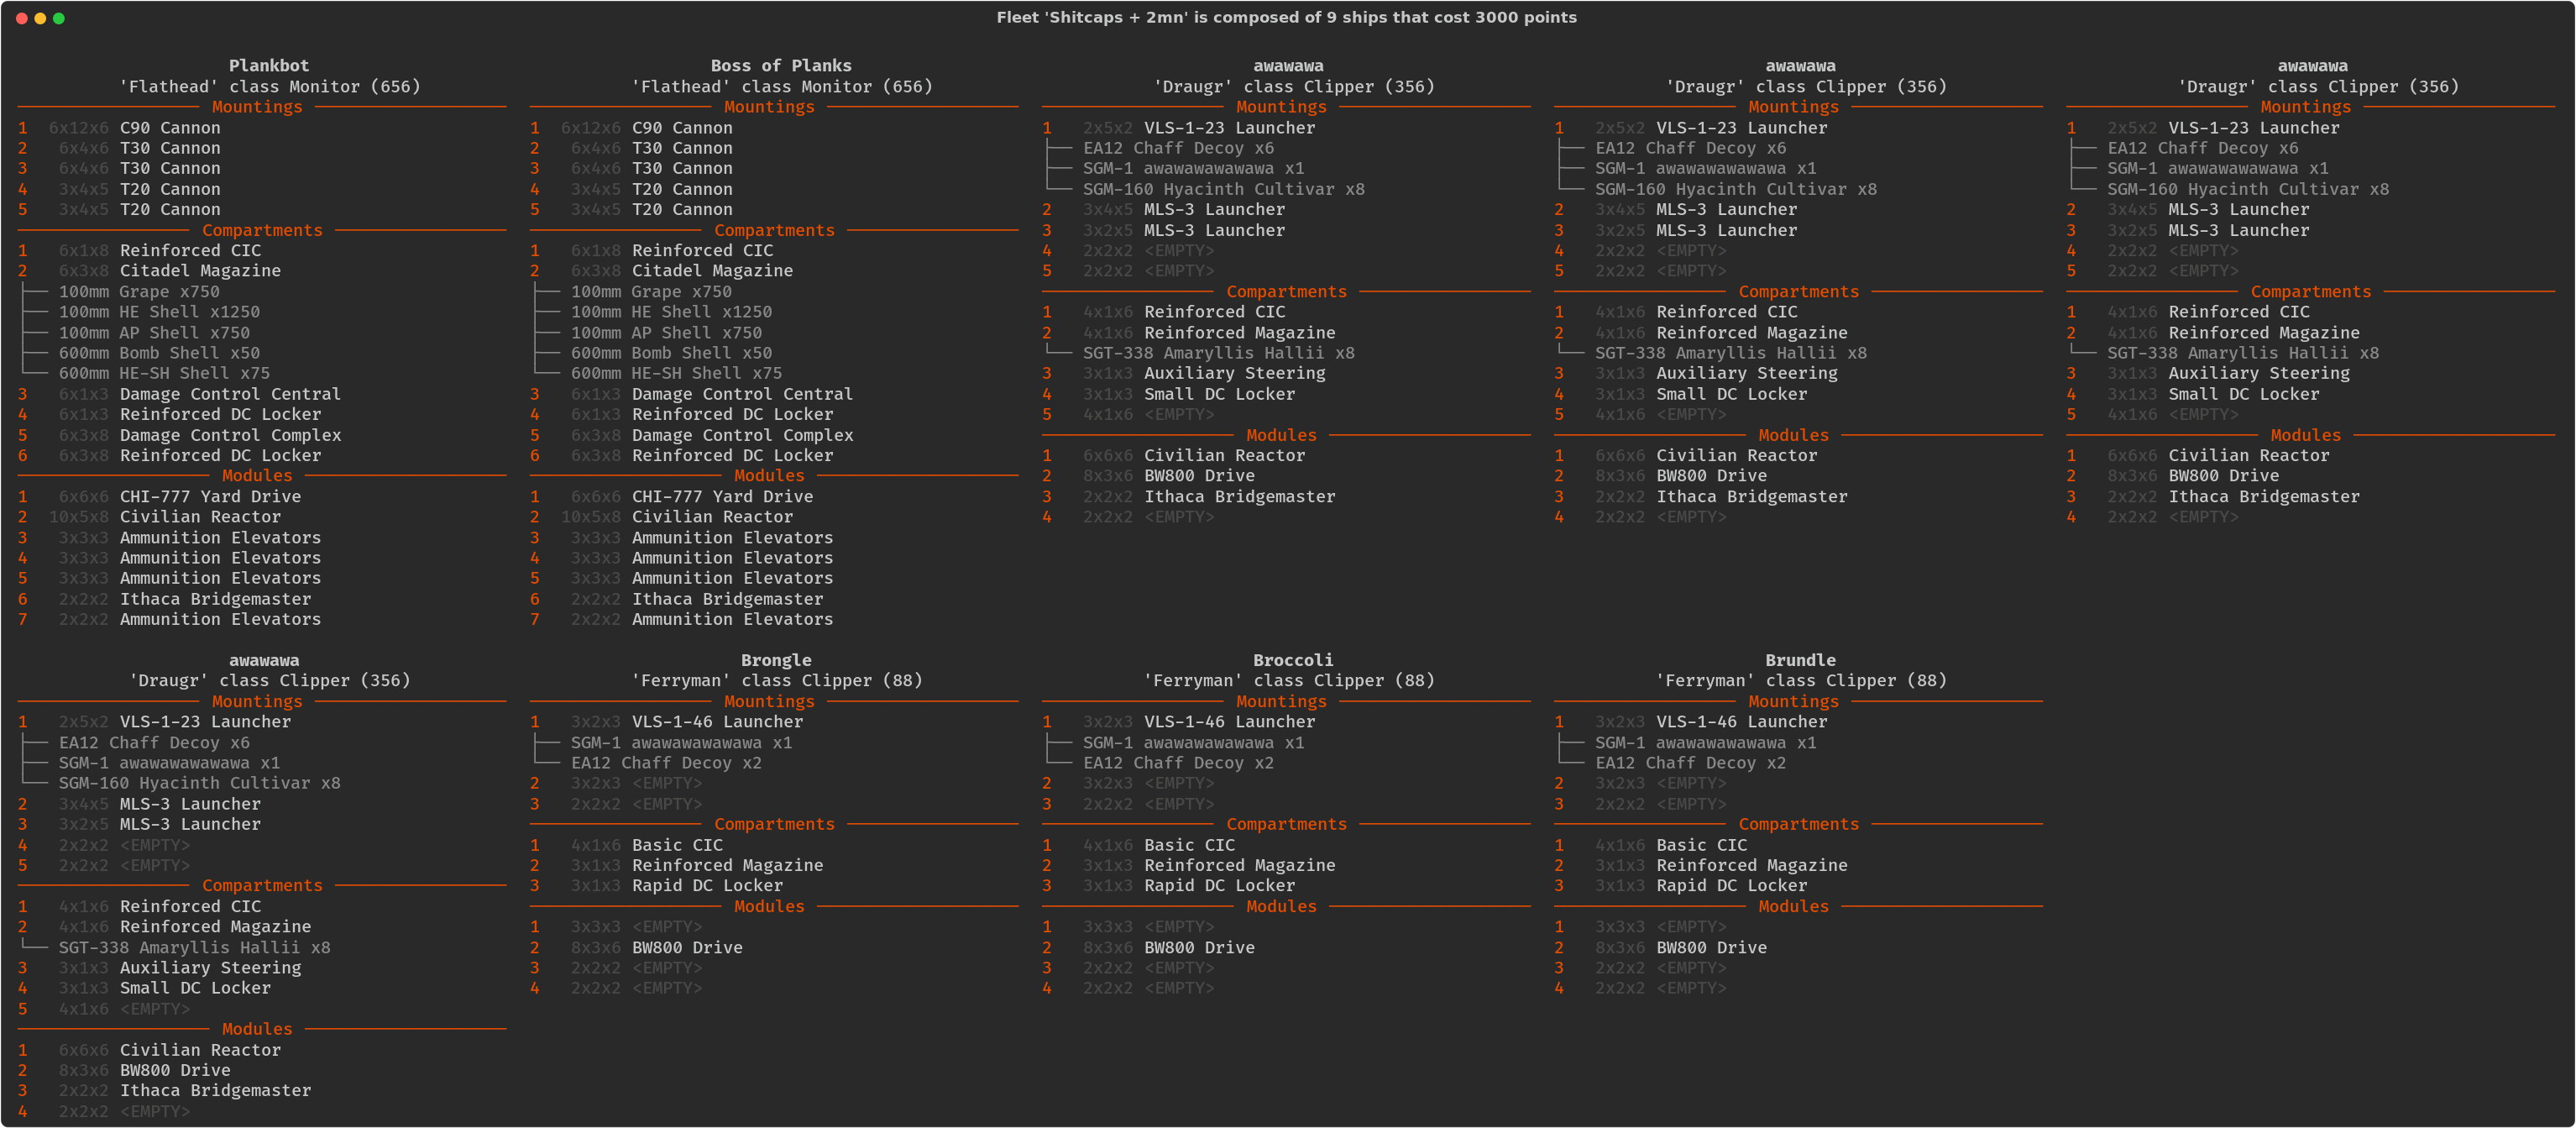 Fleet 'Shitcaps + 2mn' is composed of 9 ships that cost 3000 points
Plankbot
'Flathead' class Monitor (656)
Mountings
1 6x12x6 C90 Cannon
2 6x4x6 T30 Cannon
3 6x4x6 T30 Cannon
4 3x4x5 T20 Cannon
5 3x4x5 T20 Cannon
Compartments
1 6x1x8 Reinforced CIC
2 6x3x8 Citadel Magazine
100mm Grape x750
100mm HE Shell x1250
100mm AP Shell x750
600mm Bomb Shell x50
600mm HE-SH Shell x75
3 6x1x3 Damage Control Central
4 6x1x3 Reinforced DC Locker
5 6x3x8 Damage Control Complex
6 6x3x8 Reinforced DC Locker
Modules
1 6x6x6 CHI-777 Yard Drive
2 10x5x8 Civilian Reactor
3 3x3x3 Ammunition Elevators
4 3x3x3 Ammunition Elevators
5 3x3x3 Ammunition Elevators
6 2x2x2 Ithaca Bridgemaster
7 2x2x2 Ammunition Elevators
Boss of Planks
'Flathead' class Monitor (656)
Mountings
1 6x12x6 C90 Cannon
2 6x4x6 T30 Cannon
3 6x4x6 T30 Cannon
4 3x4x5 T20 Cannon
5 3x4x5 T20 Cannon
Compartments
1 6x1x8 Reinforced CIC
2 6x3x8 Citadel Magazine
100mm Grape x750
100mm HE Shell x1250
100mm AP Shell x750
600mm Bomb Shell x50
600mm HE-SH Shell x75
3 6x1x3 Damage Control Central
4 6x1x3 Reinforced DC Locker
5 6x3x8 Damage Control Complex
6 6x3x8 Reinforced DC Locker
Modules
1 6x6x6 CHI-777 Yard Drive
2 10x5x8 Civilian Reactor
3 3x3x3 Ammunition Elevators
4 3x3x3 Ammunition Elevators
5 3x3x3 Ammunition Elevators
6 2x2x2 Ithaca Bridgemaster
7 2x2x2 Ammunition Elevators
awawawa
'Draugr' class Clipper (356)
Mountings
1 2x5x2 VLS-1-23 Launcher
EA12 Chaff Decoy x6
SGM-1 awawawawawawa x1
SGM-160 Hyacinth Cultivar x8
2 3x4x5 MLS-3 Launcher
3 3x2x5 MLS-3 Launcher
4 2x2x2 <EMPTY>
5 2x2x2 <EMPTY>
Compartments
1 4x1x6 Reinforced CIC
2 4x1x6 Reinforced Magazine
SGT-338 Amaryllis Hallii x8
3 3x1x3 Auxiliary Steering
4 3x1x3 Small DC Locker
5 4x1x6 <EMPTY>
Modules
1 6x6x6 Civilian Reactor
2 8x3x6 BW800 Drive
3 2x2x2 Ithaca Bridgemaster
4 2x2x2 <EMPTY>
awawawa
'Draugr' class Clipper (356)
Mountings
1 2x5x2 VLS-1-23 Launcher
EA12 Chaff Decoy x6
SGM-1 awawawawawawa x1
SGM-160 Hyacinth Cultivar x8
2 3x4x5 MLS-3 Launcher
3 3x2x5 MLS-3 Launcher
4 2x2x2 <EMPTY>
5 2x2x2 <EMPTY>
Compartments
1 4x1x6 Reinforced CIC
2 4x1x6 Reinforced Magazine
SGT-338 Amaryllis Hallii x8
3 3x1x3 Auxiliary Steering
4 3x1x3 Small DC Locker
5 4x1x6 <EMPTY>
Modules
1 6x6x6 Civilian Reactor
2 8x3x6 BW800 Drive
3 2x2x2 Ithaca Bridgemaster
4 2x2x2 <EMPTY>
awawawa
'Draugr' class Clipper (356)
Mountings
1 2x5x2 VLS-1-23 Launcher
EA12 Chaff Decoy x6
SGM-1 awawawawawawa x1
SGM-160 Hyacinth Cultivar x8
2 3x4x5 MLS-3 Launcher
3 3x2x5 MLS-3 Launcher
4 2x2x2 <EMPTY>
5 2x2x2 <EMPTY>
Compartments
1 4x1x6 Reinforced CIC
2 4x1x6 Reinforced Magazine
SGT-338 Amaryllis Hallii x8
3 3x1x3 Auxiliary Steering
4 3x1x3 Small DC Locker
5 4x1x6 <EMPTY>
Modules
1 6x6x6 Civilian Reactor
2 8x3x6 BW800 Drive
3 2x2x2 Ithaca Bridgemaster
4 2x2x2 <EMPTY>
awawawa
'Draugr' class Clipper (356)
Mountings
1 2x5x2 VLS-1-23 Launcher
EA12 Chaff Decoy x6
SGM-1 awawawawawawa x1
SGM-160 Hyacinth Cultivar x8
2 3x4x5 MLS-3 Launcher
3 3x2x5 MLS-3 Launcher
4 2x2x2 <EMPTY>
5 2x2x2 <EMPTY>
Compartments
1 4x1x6 Reinforced CIC
2 4x1x6 Reinforced Magazine
SGT-338 Amaryllis Hallii x8
3 3x1x3 Auxiliary Steering
4 3x1x3 Small DC Locker
5 4x1x6 <EMPTY>
Modules
1 6x6x6 Civilian Reactor
2 8x3x6 BW800 Drive
3 2x2x2 Ithaca Bridgemaster
4 2x2x2 <EMPTY>
Brongle
'Ferryman' class Clipper (88)
Mountings
1 3x2x3 VLS-1-46 Launcher
SGM-1 awawawawawawa x1
EA12 Chaff Decoy x2
2 3x2x3 <EMPTY>
3 2x2x2 <EMPTY>
Compartments
1 4x1x6 Basic CIC
2 3x1x3 Reinforced Magazine
3 3x1x3 Rapid DC Locker
Modules
1 3x3x3 <EMPTY>
2 8x3x6 BW800 Drive
3 2x2x2 <EMPTY>
4 2x2x2 <EMPTY>
Broccoli
'Ferryman' class Clipper (88)
Mountings
1 3x2x3 VLS-1-46 Launcher
SGM-1 awawawawawawa x1
EA12 Chaff Decoy x2
2 3x2x3 <EMPTY>
3 2x2x2 <EMPTY>
Compartments
1 4x1x6 Basic CIC
2 3x1x3 Reinforced Magazine
3 3x1x3 Rapid DC Locker
Modules
1 3x3x3 <EMPTY>
2 8x3x6 BW800 Drive
3 2x2x2 <EMPTY>
4 2x2x2 <EMPTY>
Brundle
'Ferryman' class Clipper (88)
Mountings
1 3x2x3 VLS-1-46 Launcher
SGM-1 awawawawawawa x1
EA12 Chaff Decoy x2
2 3x2x3 <EMPTY>
3 2x2x2 <EMPTY>
Compartments
1 4x1x6 Basic CIC
2 3x1x3 Reinforced Magazine
3 3x1x3 Rapid DC Locker
Modules
1 3x3x3 <EMPTY>
2 8x3x6 BW800 Drive
3 2x2x2 <EMPTY>
4 2x2x2 <EMPTY>